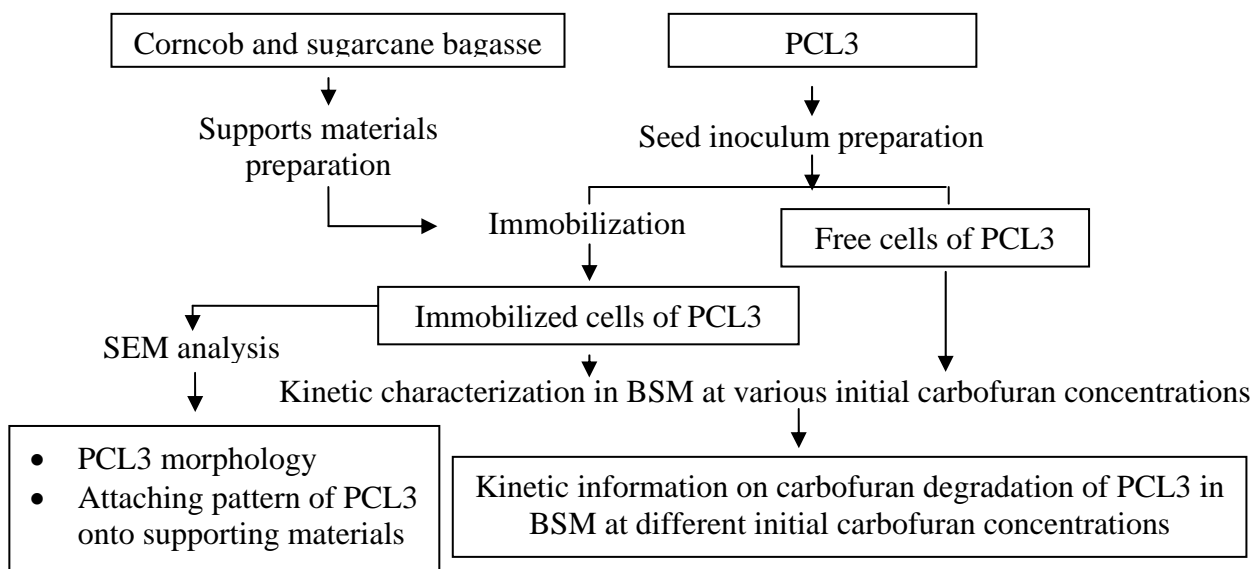 Corncob and sugarcane bagasse
PCL3
Supports materials
preparation
Seed inoculum preparation
Immobilization
Free cells of PCL3
Immobilized cells of PCL3
SEM analysis
Kinetic characterization in BSM at various initial carbofuran concentrations
• PCL3 morphology
• Attaching pattern of PCL3
onto supporting materials
Kinetic information on carbofuran degradation of PCL3 in
BSM at different initial carbofuran concentrations